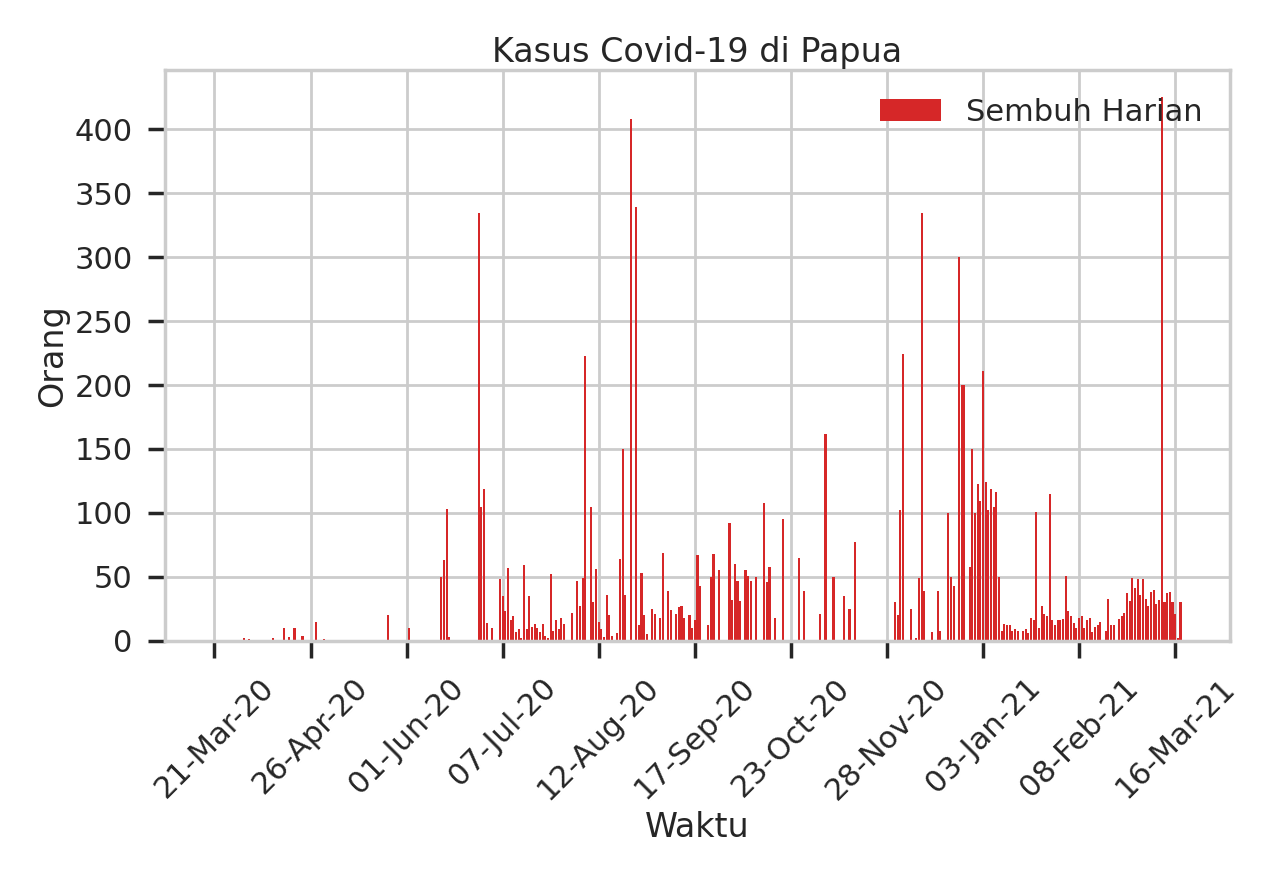 Kasus Covid-19 di Papua
Sembuh Harian
Orang
400
350
300
250
200
150
100
50
0
21-Mar-20
26-Apr-20
01-Jun-20
07-Jul-20
12-Aug-20
17-Sep-20
23-Oct-20
28-Nov-20
03-Jan-21
08-Feb-21
16-Mar-21
Waktu